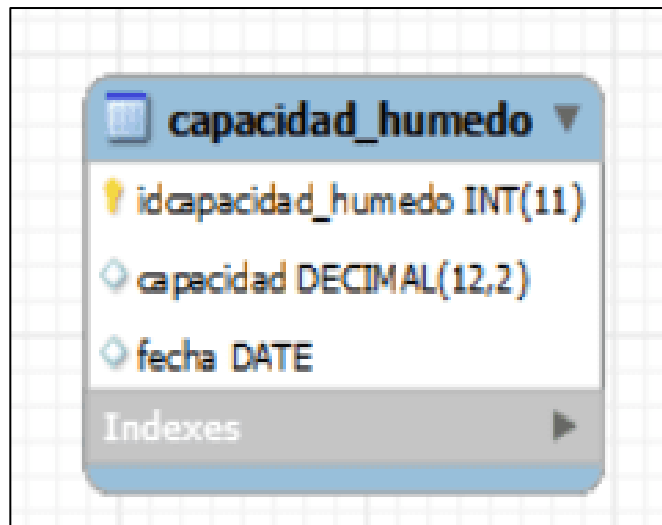 capacidad_humedo
idcapacidad_humedo INT(11)
capacidad DECIMAL(12,2)
fecha DATE
Indexes